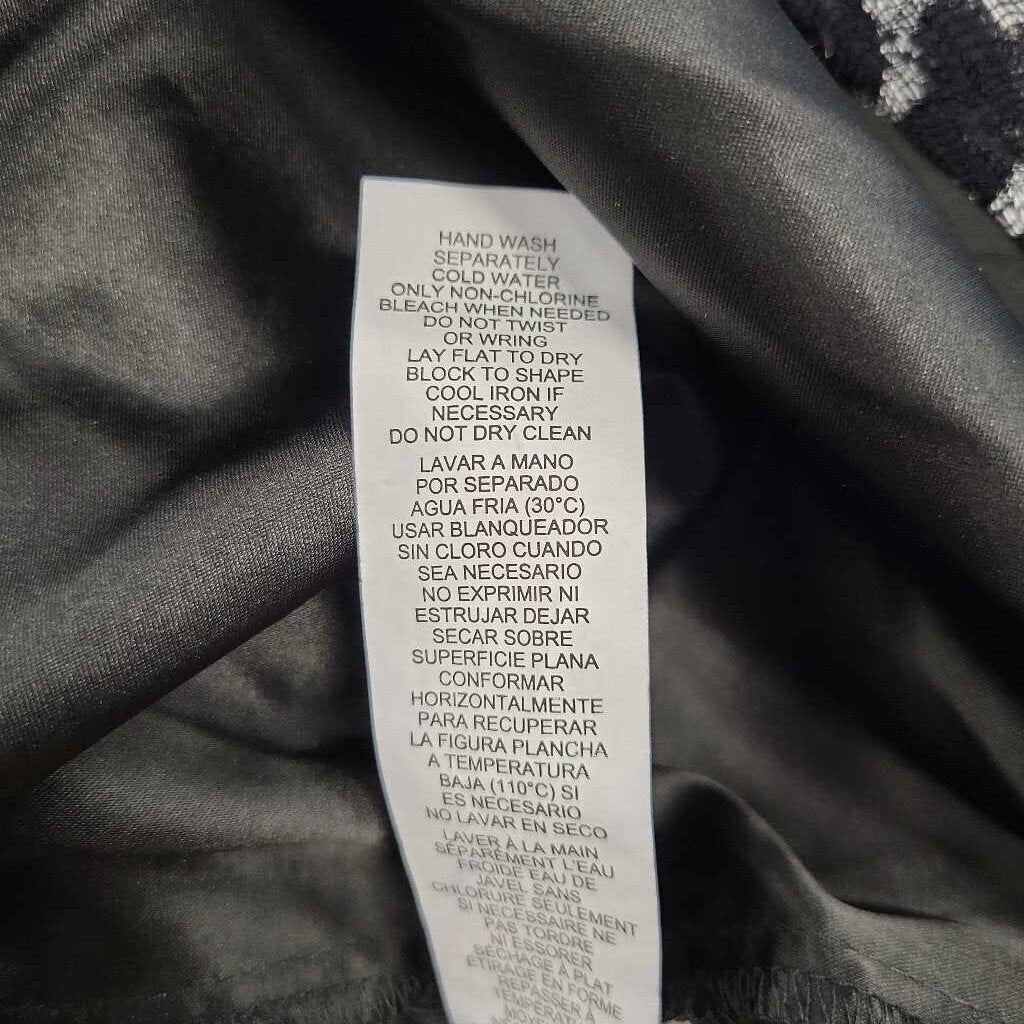 HAND WASH
SEPARATELY
COLD WATER
ONLY NON-CHLORINE
BLEACH WHEN NEEDED
DO NOT TWIST
OR WRING
LAY FLAT TO DRY
BLOCK TO SHAPE
COOL IRON IF
NECESSARY
DO NOT DRY CLEAN
LAVAR A MANO
POR SEPARADO
AGUA FRIA (30°C)
USAR BLANQUEADOR
SIN CLORO CUANDO
SEA NECESARIO
NO EXPRIMIR NI
ESTRUJAR DEJAR
SECAR SOBRE
SUPERFICIE PLANA
CONFORMAR
HORIZONTALMENTE
PARA RECUPERAR
LA FIGURA PLANCHA
A TEMPERATURA
BAJA (110°C) SI
ES NECESARIO
NO LAVAR EN SECO
LAVER À LA MAIN
SÉPARÉMENT L'EAU
FROIDE EAU DE
JAVEL SANS
CHLORURE SEULEMENT
SI NÉCESSAIRE NE
PAS TORDRE
NI ESSORER
SÉCHAGE À PLAT
ÉTIRAGE EN FORME
REPASSER À
TEMPÉRATURE